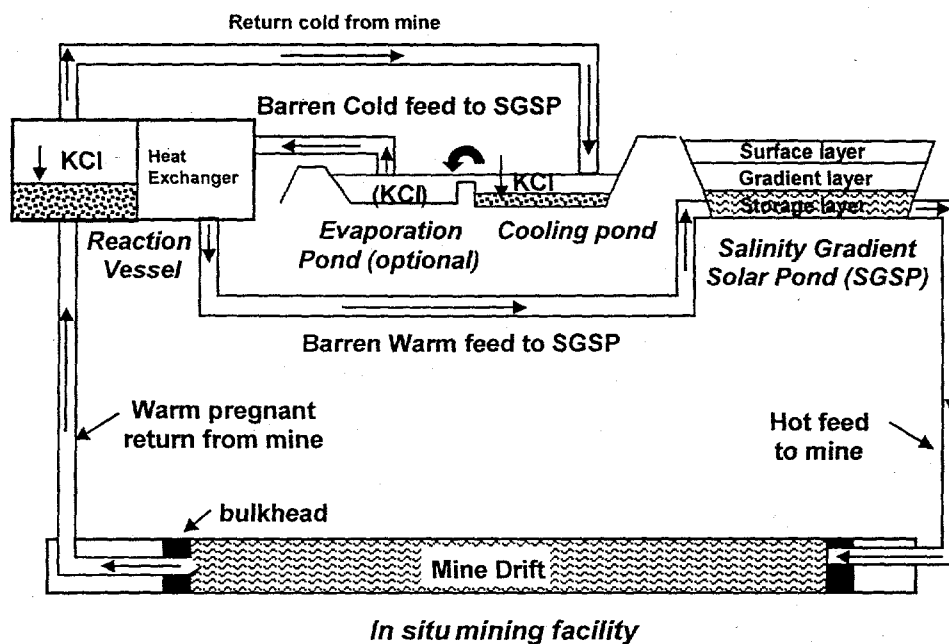 Return cold from mine
Barren Cold feed to SGSP
KCl
Heat
Exchanger
(KCl)
KCl
Surface layer
Gradient layer
Storage layer
Reaction
Vessel
Evaporation
Pond (optional)
Cooling pond
Salinity Gradient
Solar Pond (SGSP)
Barren Warm feed to SGSP
Warm pregnant
return from mine
Hot feed
to mine
bulkhead
Mine Drift
In situ mining facility